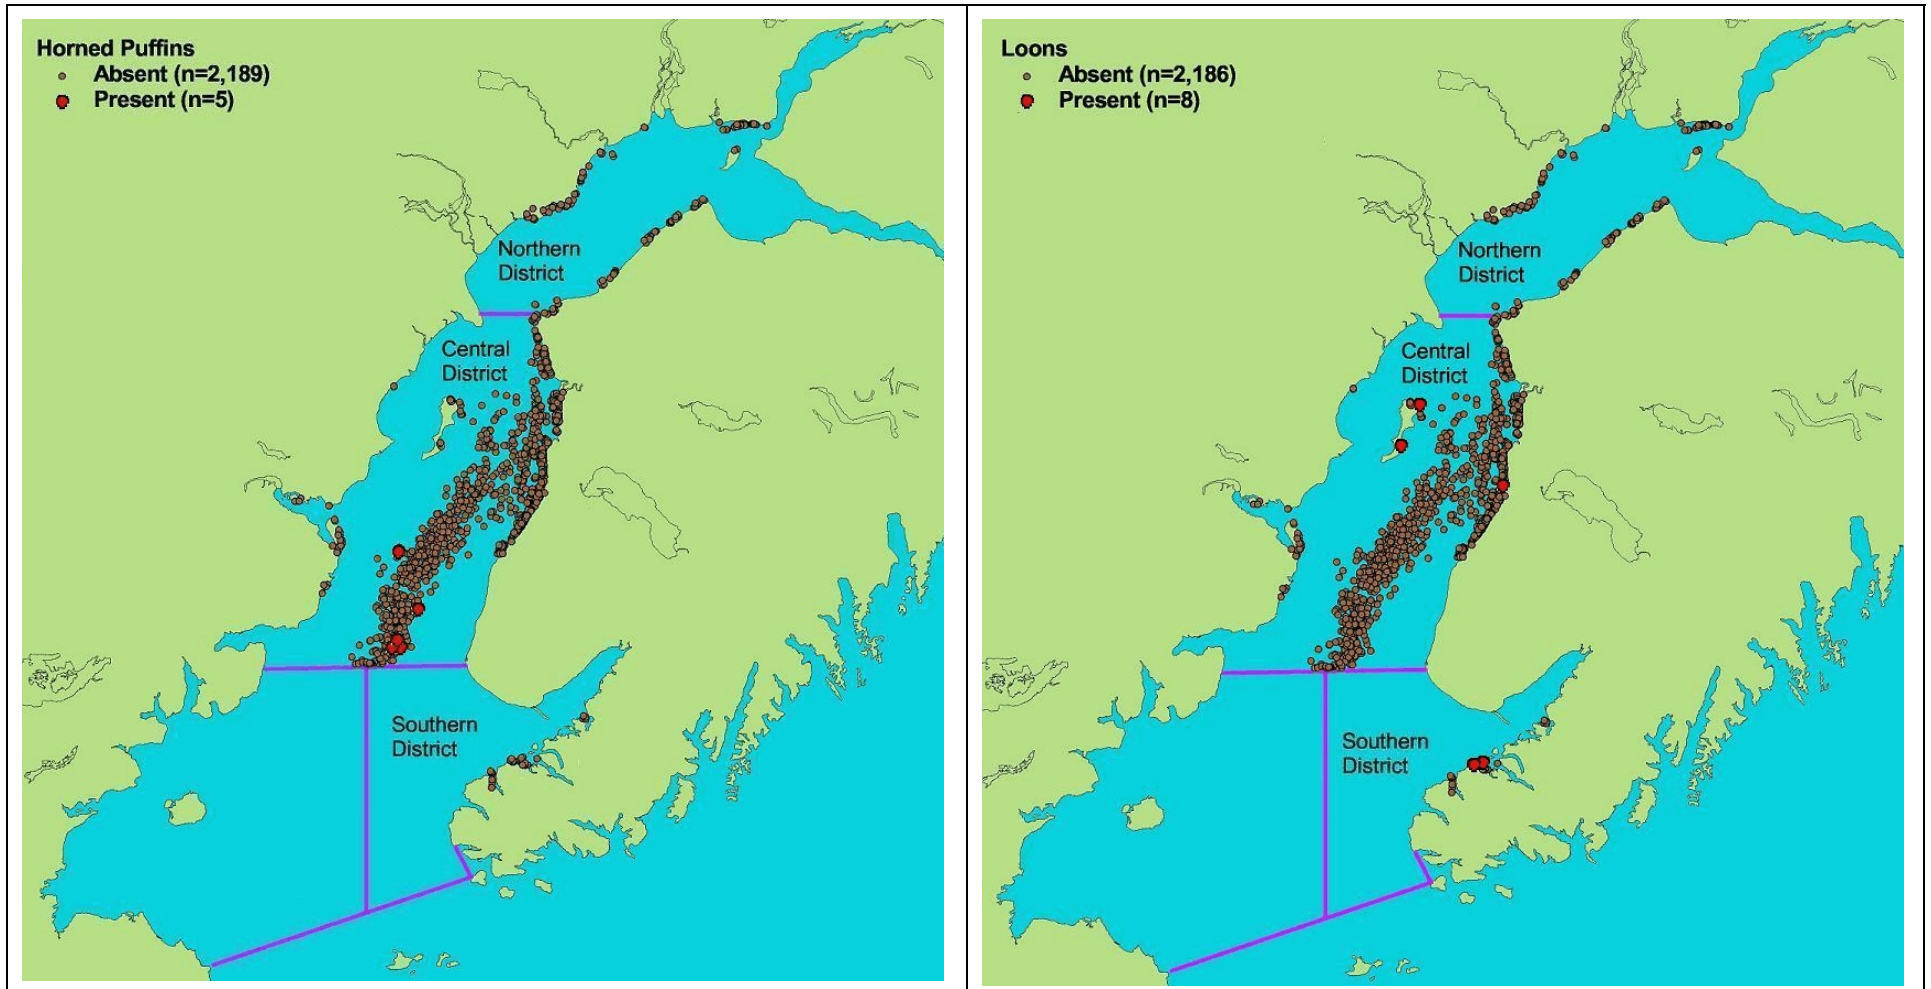 Horned Puffins
Absent (n=2,189)
Present (n=5)
Northern
District
Central
District
Southern
District
Loons
Absent (n=2,186)
Present (n=8)
Northern
District
Central
District
Southern
District